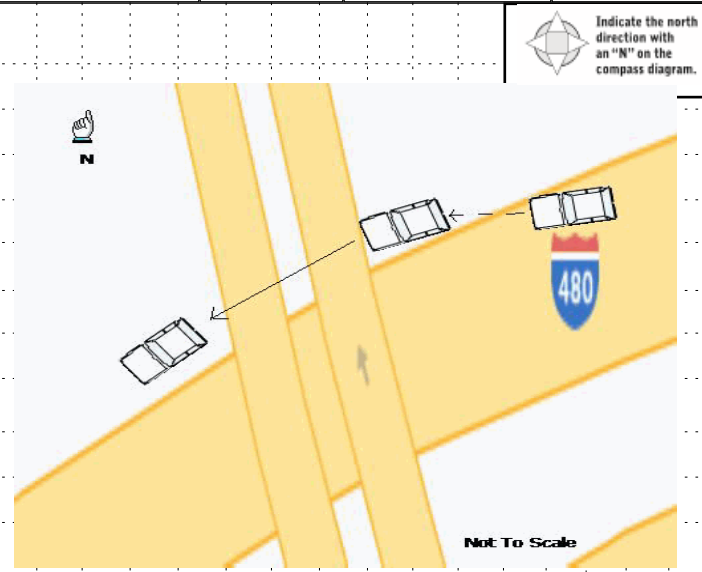 Indicate the north
direction with
an “N” on the
compass diagram.
N
480
Not To Scale